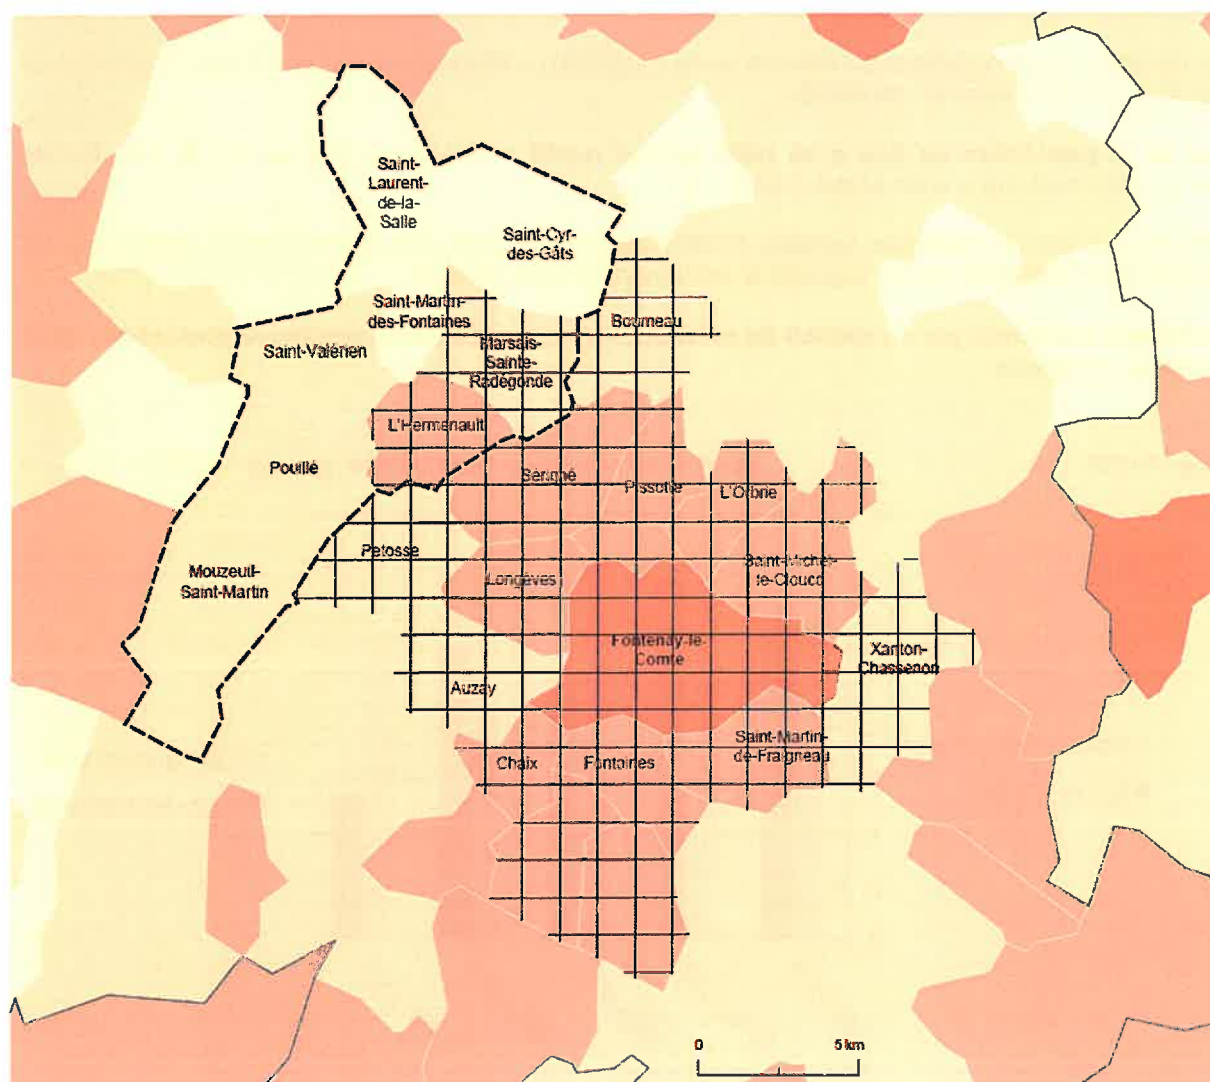 Saint-
Laurent-
de-la-
Salle
Saint-Cyr-
des-Gâts
Saint-Martin-
des-Fontaines
Bourneau
Saint-Valérien
Marsais-
Sainte-
Radégonde
L'Hermenault
Pouillé
Sérigné
Pissotte
L'Orbrie
Petosse
Mouzeuil-
Saint-Martin
Longèves
Saint-Michel-
le-Cloucq
Fontenay-le-
Comte
Xanton-
Chassenon
Auzay
Saint-Martin-
de-Fraigneau
Chaix
Fontaines
0
5 km